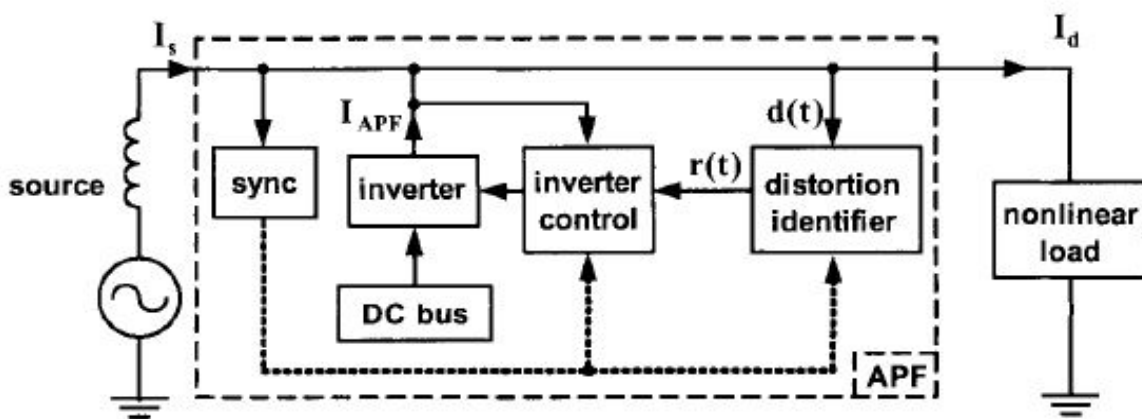 I_s
I_d
I_APF
d(t)
source
sync
inverter
inverter control
r(t)
distortion identifier
nonlinear load
DC bus
APF